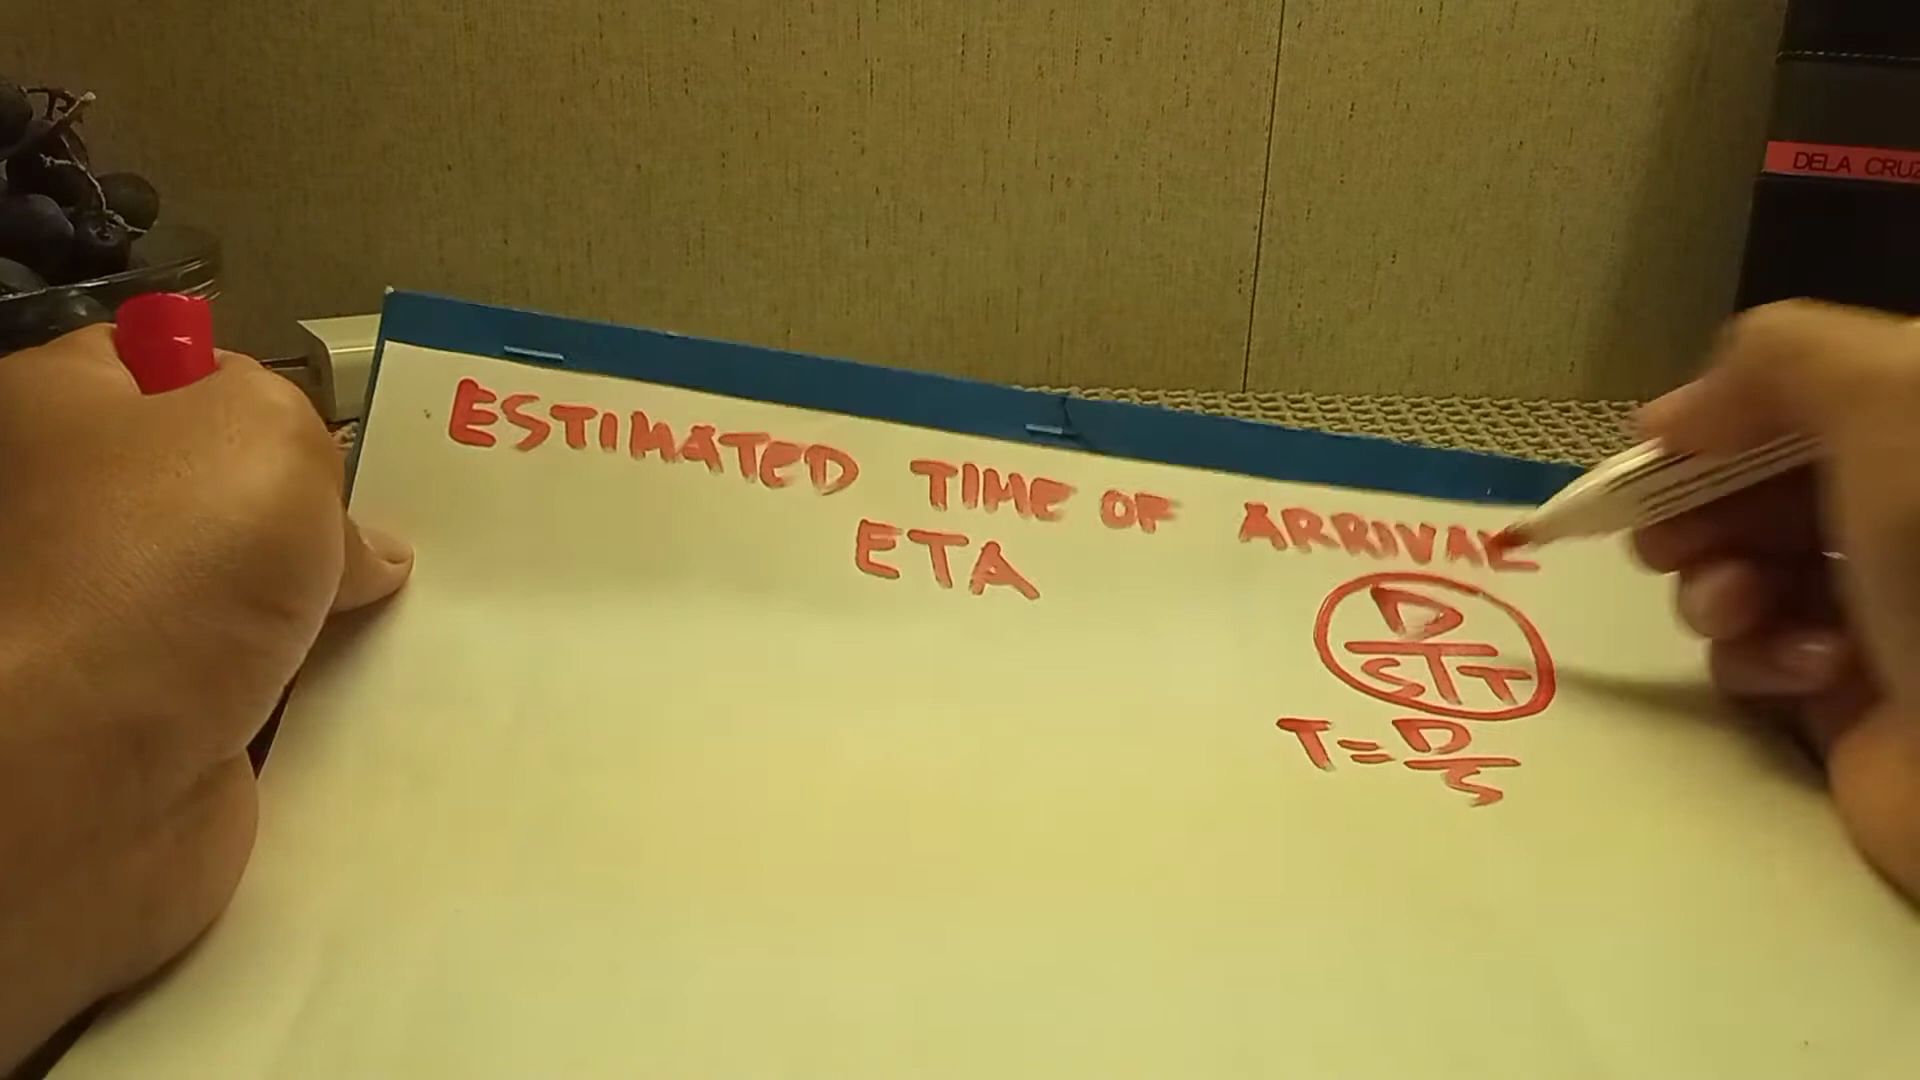 DELA CRUZ
ESTIMATED TIME OF ARRIVAL
ETA
D
S T
T = D/S